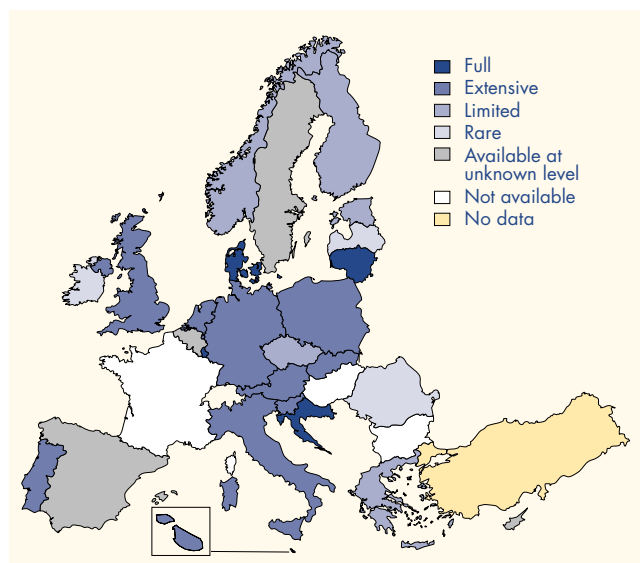 Full
Extensive
Limited
Rare
Available at
unknown level
Not available
No data